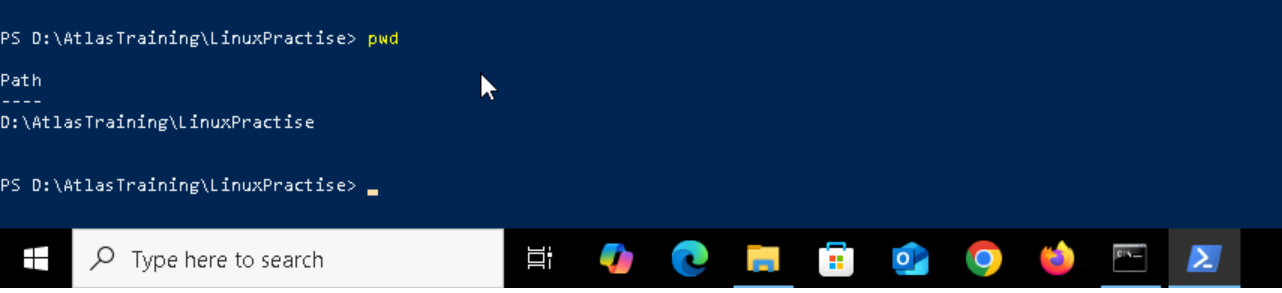 PS D:\AtlasTraining\LinuxPractise> pwd
Path
----
D:\AtlasTraining\LinuxPractise
PS D:\AtlasTraining\LinuxPractise>
Type here to search